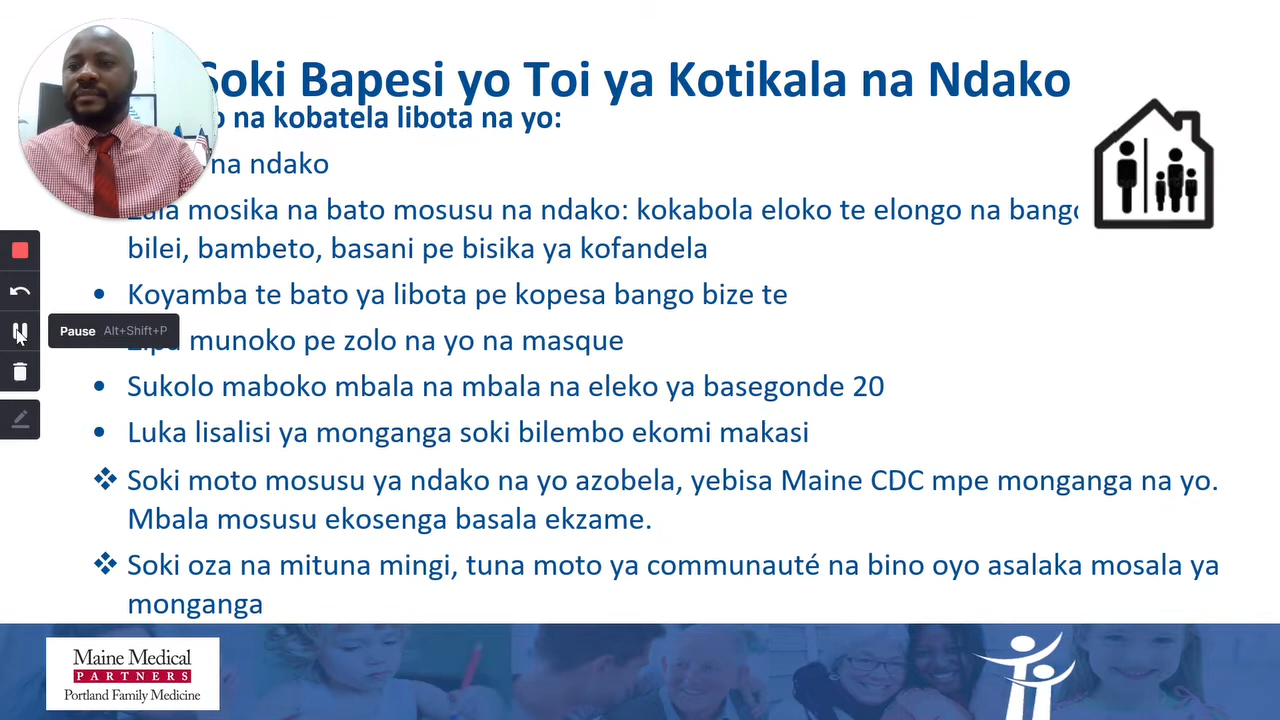 Soki Bapesi yo Toi ya Kotikala na Ndako
na kobatela libota na yo:
na ndako
mosika na bato mosusu na ndako: kokabola eloko te elongo na
bilei, bambeto, basani pe bisika ya kofandela
• Koyamba te bato ya libota pe kopesa bango bize te
Pause Alt+Shift+P
munoko pe zolo na yo na masque
• Sukolo maboko mbala na mbala na eleko ya basegonde 20
• Luka lisalisi ya monganga soki bilembo ekomi makasi
❖ Soki moto mosusu ya ndako na yo azobela, yebisa Maine CDC mpe monganga na yo.
Mbala mosusu ekosenga basala ekzame.
❖ Soki oza na mituna mingi, tuna moto ya communauté na bino oyo asalaka mosala ya
monganga
Maine Medical
PARTNERS
Portland Family Medicine